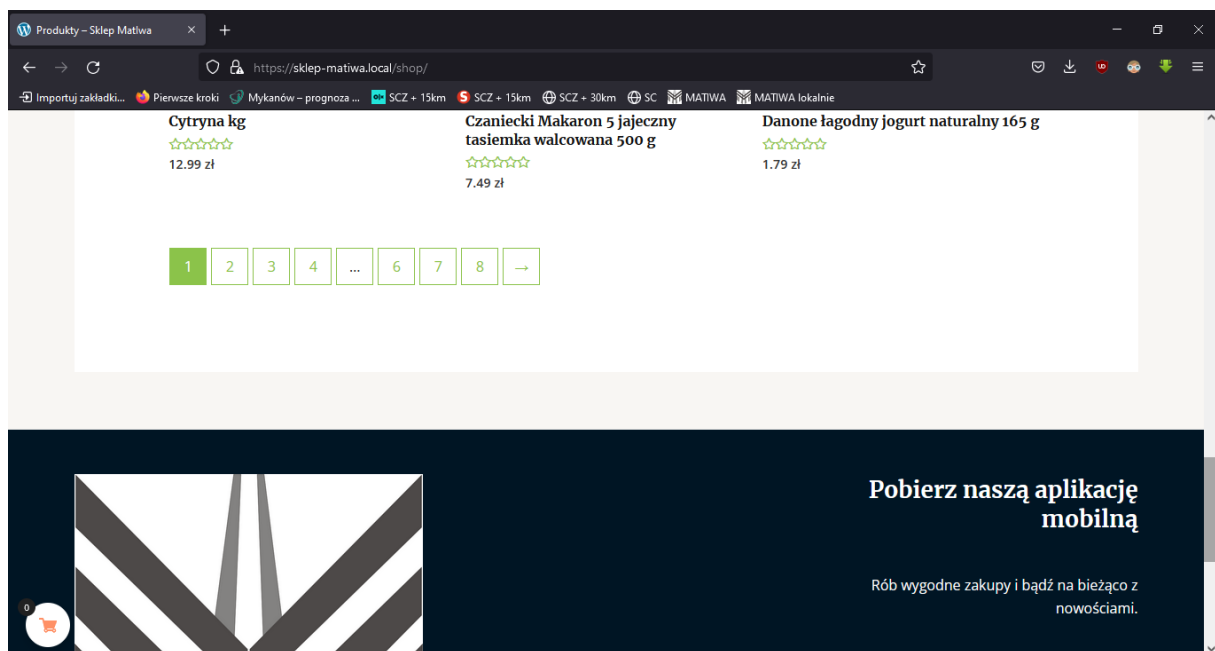 Produkty – Sklep Matlwa
https://sklep-matiwa.local/shop/
Importuj zakładki... Pierwsze kroki Mykanów – prognoza ... SCZ + 15km SCZ + 15km SCZ + 30km SC MATIWA MATIWA lokalnie
Cytryna kg
12.99 zł
Czaniecki Makaron 5 jajeczny
tasiemka walcowana 500 g
7.49 zł
Danone łagodny jogurt naturalny 165 g
1.79 zł
1 2 3 4 ... 6 7 8 →
Pobierz naszą aplikację
mobilną
Rób wygodne zakupy i bądź na bieżąco z
nowościami.
0